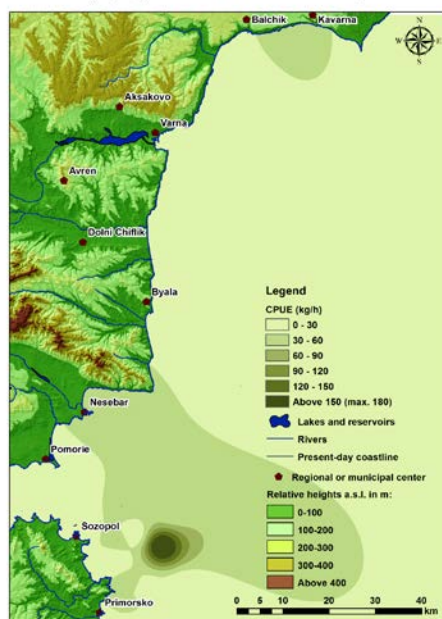 Balchik
Kavarna
N
W E
S
Aksakovo
Varna
Avren
Dolni Chiflik
Byala
Legend
CPUE (kg/h)
0 - 30
30 - 60
60 - 90
90 - 120
120 - 150
Above 150 (max. 180)
Lakes and reservoirs
Rivers
Present-day coastline
Regional or municipal center
Relative heights a.s.l. in m:
0-100
100-200
200-300
300-400
Above 400
Nesebar
Pomorie
Sozopol
Primorsko
0 5 10 20 30 40
km